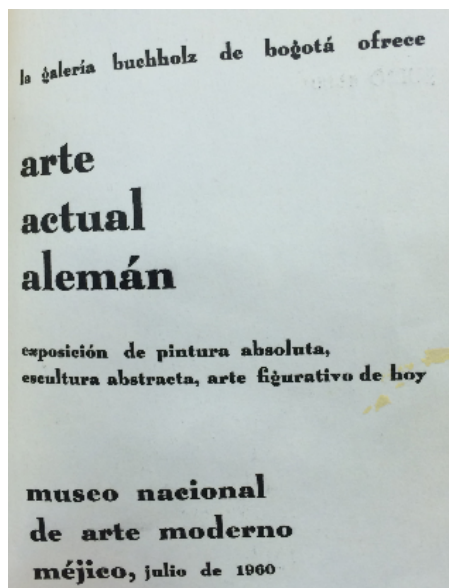 la galería buchholz de bogotá ofrece
arte
actual
alemán
exposición de pintura absoluta,
escultura abstracta, arte figurativo de hoy
museo nacional
de arte moderno
méjico, julio de 1960